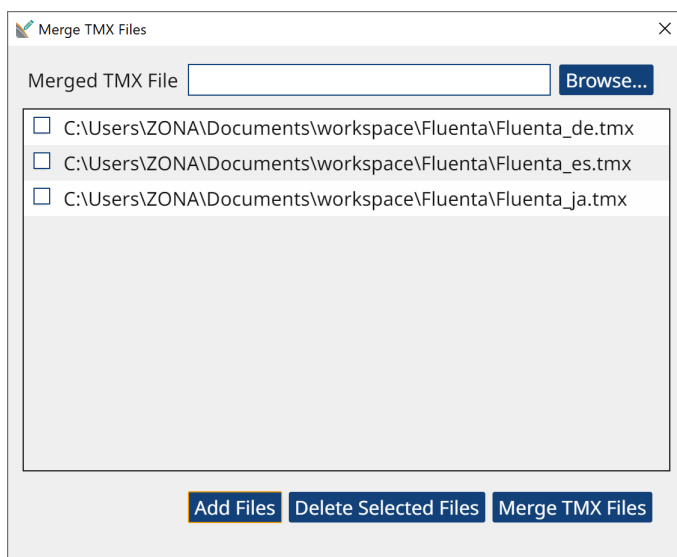 Merge TMX Files
Merged TMX File Browse...
C:\Users\ZONA\Documents\workspace\Fluenta\Fluenta_de.tmx
C:\Users\ZONA\Documents\workspace\Fluenta\Fluenta_es.tmx
C:\Users\ZONA\Documents\workspace\Fluenta\Fluenta_ja.tmx
Add Files Delete Selected Files Merge TMX Files